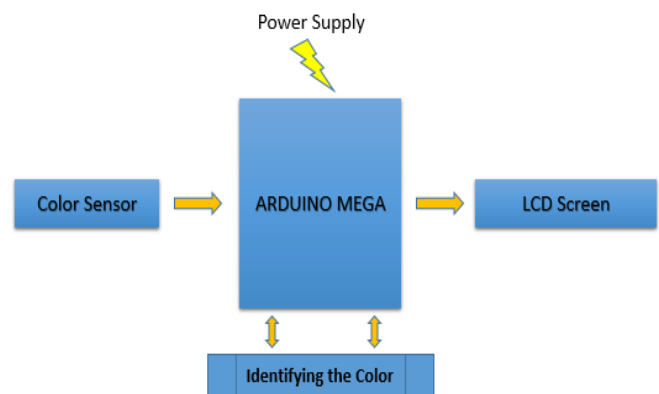 Power Supply
Color Sensor
ARDUINO MEGA
LCD Screen
Identifying the Color